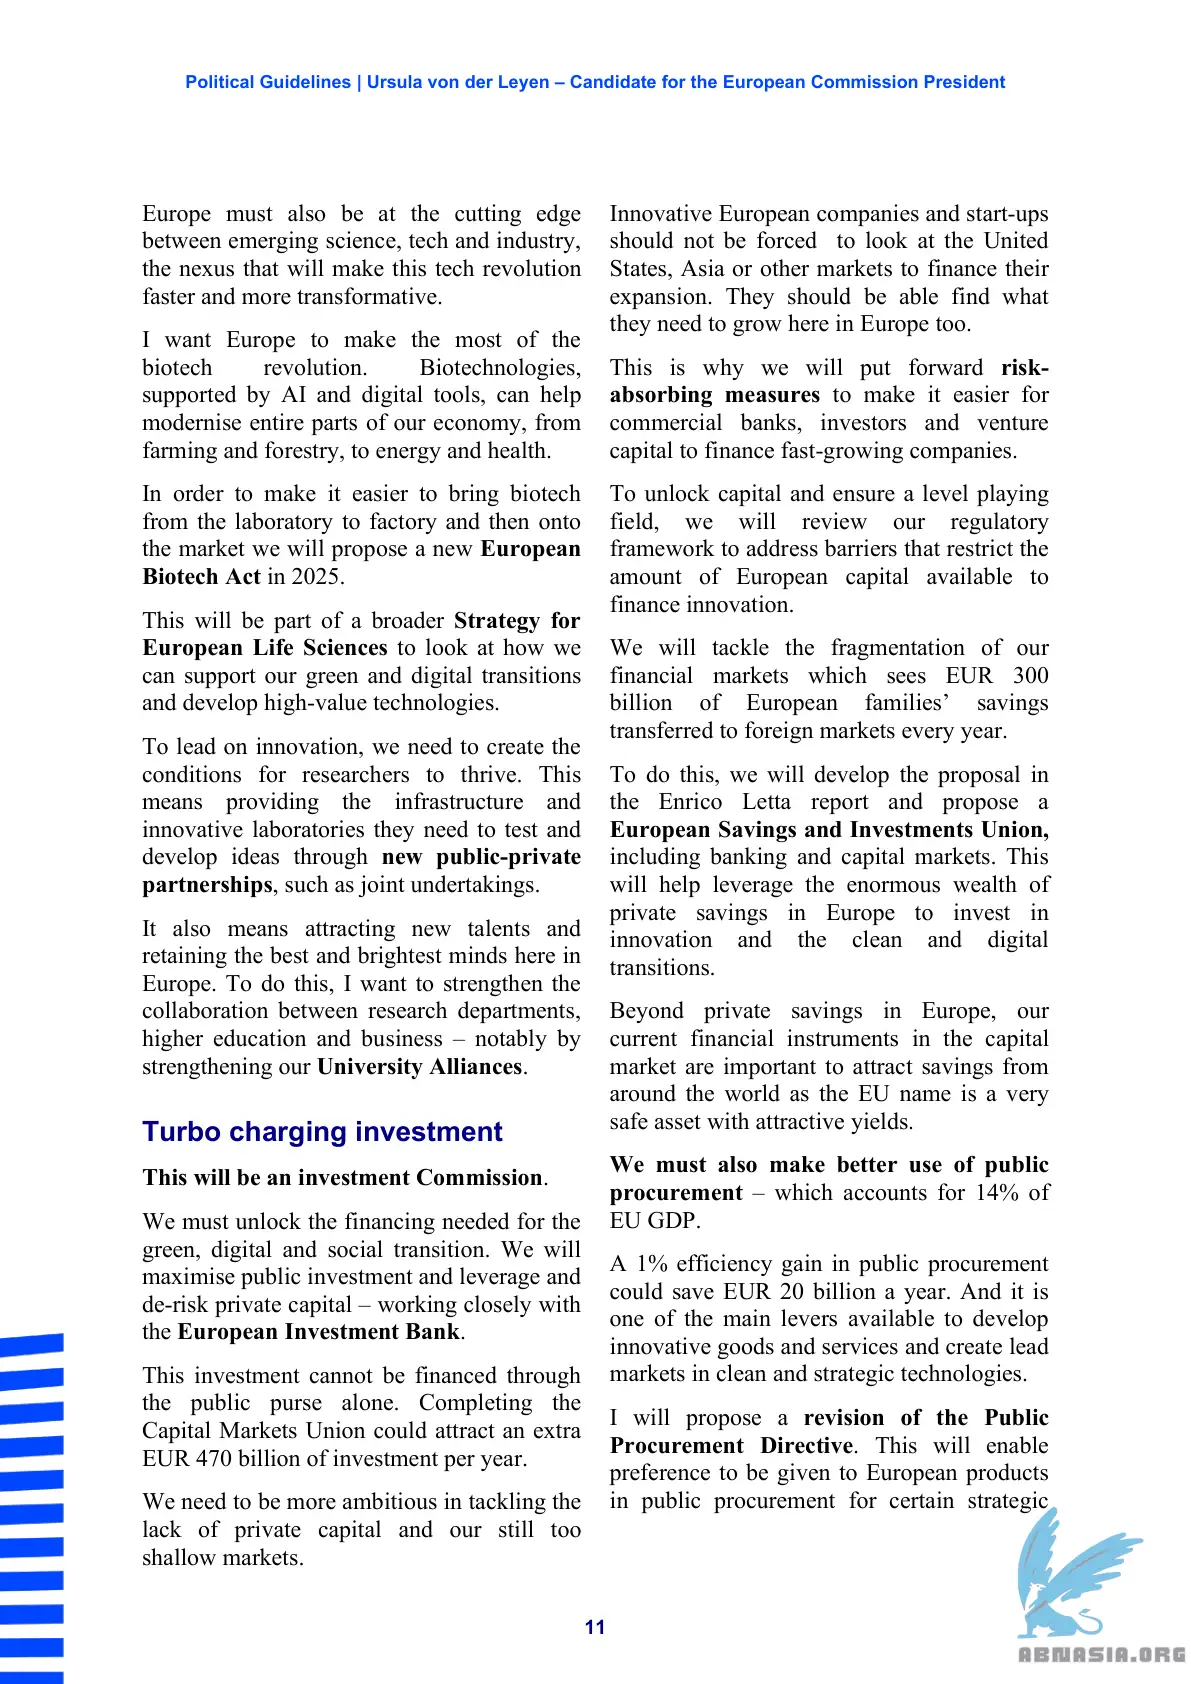 Political Guidelines | Ursula von der Leyen – Candidate for the European Commission President
Europe must also be at the cutting edge
between emerging science, tech and industry,
the nexus that will make this tech revolution
faster and more transformative.
I want Europe to make the most of the
biotech revolution. Biotechnologies,
supported by AI and digital tools, can help
modernise entire parts of our economy, from
farming and forestry, to energy and health.
In order to make it easier to bring biotech
from the laboratory to factory and then onto
the market we will propose a new European
Biotech Act in 2025.
This will be part of a broader Strategy for
European Life Sciences to look at how we
can support our green and digital transitions
and develop high-value technologies.
To lead on innovation, we need to create the
conditions for researchers to thrive. This
means providing the infrastructure and
innovative laboratories they need to test and
develop ideas through new public-private
partnerships, such as joint undertakings.
It also means attracting new talents and
retaining the best and brightest minds here in
Europe. To do this, I want to strengthen the
collaboration between research departments,
higher education and business – notably by
strengthening our University Alliances.
Turbo charging investment
This will be an investment Commission.
We must unlock the financing needed for the
green, digital and social transition. We will
maximise public investment and leverage and
de-risk private capital – working closely with
the European Investment Bank.
This investment cannot be financed through
the public purse alone. Completing the
Capital Markets Union could attract an extra
EUR 470 billion of investment per year.
We need to be more ambitious in tackling the
lack of private capital and our still too
shallow markets.
Innovative European companies and start-ups
should not be forced to look at the United
States, Asia or other markets to finance their
expansion. They should be able find what
they need to grow here in Europe too.
This is why we will put forward risk-
absorbing measures to make it easier for
commercial banks, investors and venture
capital to finance fast-growing companies.
To unlock capital and ensure a level playing
field, we will review our regulatory
framework to address barriers that restrict the
amount of European capital available to
finance innovation.
We will tackle the fragmentation of our
financial markets which sees EUR 300
billion of European families’ savings
transferred to foreign markets every year.
To do this, we will develop the proposal in
the Enrico Letta report and propose a
European Savings and Investments Union,
including banking and capital markets. This
will help leverage the enormous wealth of
private savings in Europe to invest in
innovation and the clean and digital
transitions.
Beyond private savings in Europe, our
current financial instruments in the capital
market are important to attract savings from
around the world as the EU name is a very
safe asset with attractive yields.
We must also make better use of public
procurement – which accounts for 14% of
EU GDP.
A 1% efficiency gain in public procurement
could save EUR 20 billion a year. And it is
one of the main levers available to develop
innovative goods and services and create lead
markets in clean and strategic technologies.
I will propose a revision of the Public
Procurement Directive. This will enable
preference to be given to European products
in public procurement for certain strategic
11
ABNASIA.ORG